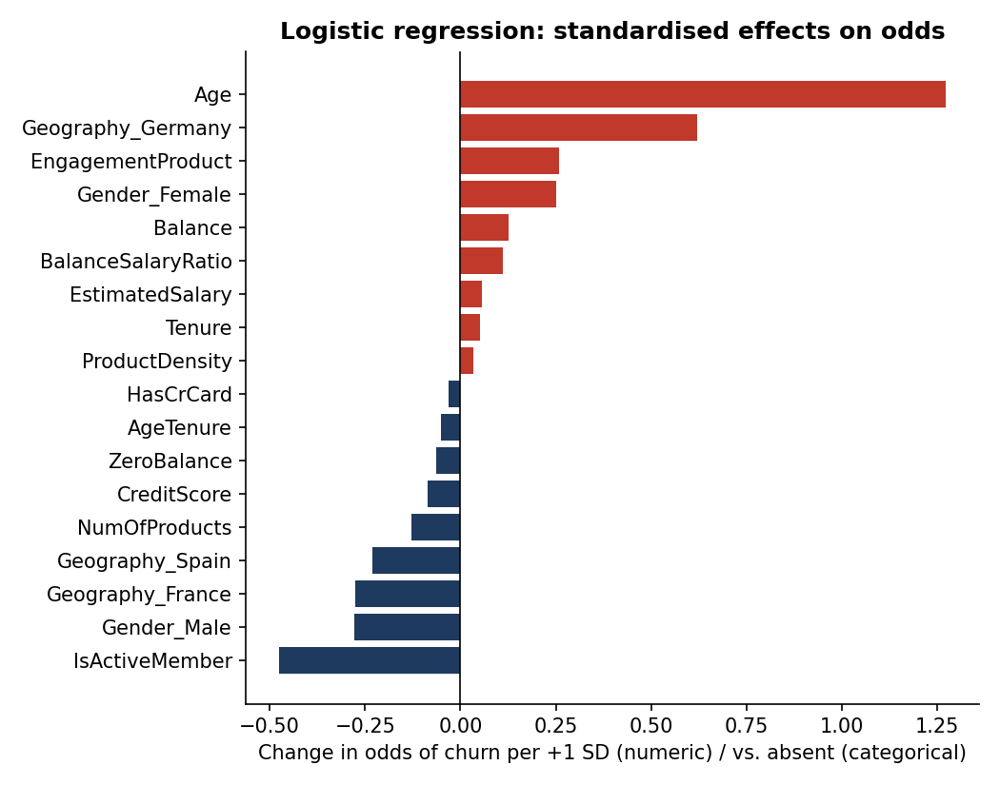 Logistic regression: standardised effects on odds
Age
Geography_Germany
EngagementProduct
Gender_Female
Balance
BalanceSalaryRatio
EstimatedSalary
Tenure
ProductDensity
HasCrCard
AgeTenure
ZeroBalance
CreditScore
NumOfProducts
Geography_Spain
Geography_France
Gender_Male
IsActiveMember
−0.50 −0.25 0.00 0.25 0.50 0.75 1.00 1.25
Change in odds of churn per +1 SD (numeric) / vs. absent (categorical)